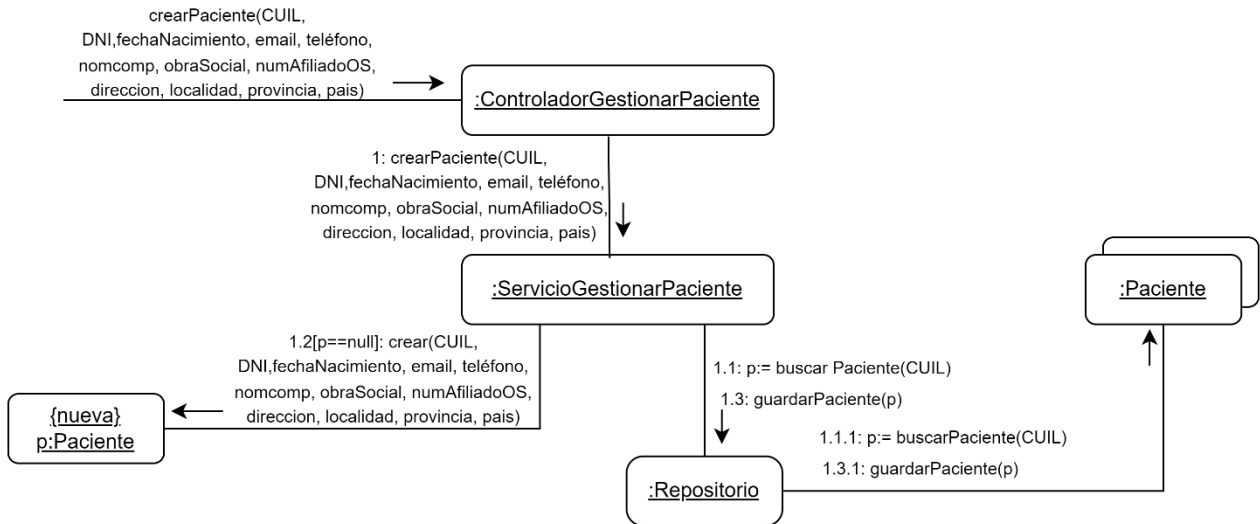 crearPaciente(CUIL,
DNI,fechaNacimiento, email, teléfono,
nomcomp, obraSocial, numAfiliadoOS,
direccion, localidad, provincia, pais)
:ControladorGestionarPaciente
1: crearPaciente(CUIL,
DNI,fechaNacimiento, email, teléfono,
nomcomp, obraSocial, numAfiliadoOS,
direccion, localidad, provincia, pais)
:ServicioGestionarPaciente
:Paciente
1.2[p==null]: crear(CUIL,
DNI,fechaNacimiento, email, teléfono,
nomcomp, obraSocial, numAfiliadoOS,
direccion, localidad, provincia, pais)
{nueva}
p:Paciente
1.1: p:= buscar Paciente(CUIL)
1.3: guardarPaciente(p)
1.1.1: p:= buscarPaciente(CUIL)
1.3.1: guardarPaciente(p)
:Repositorio